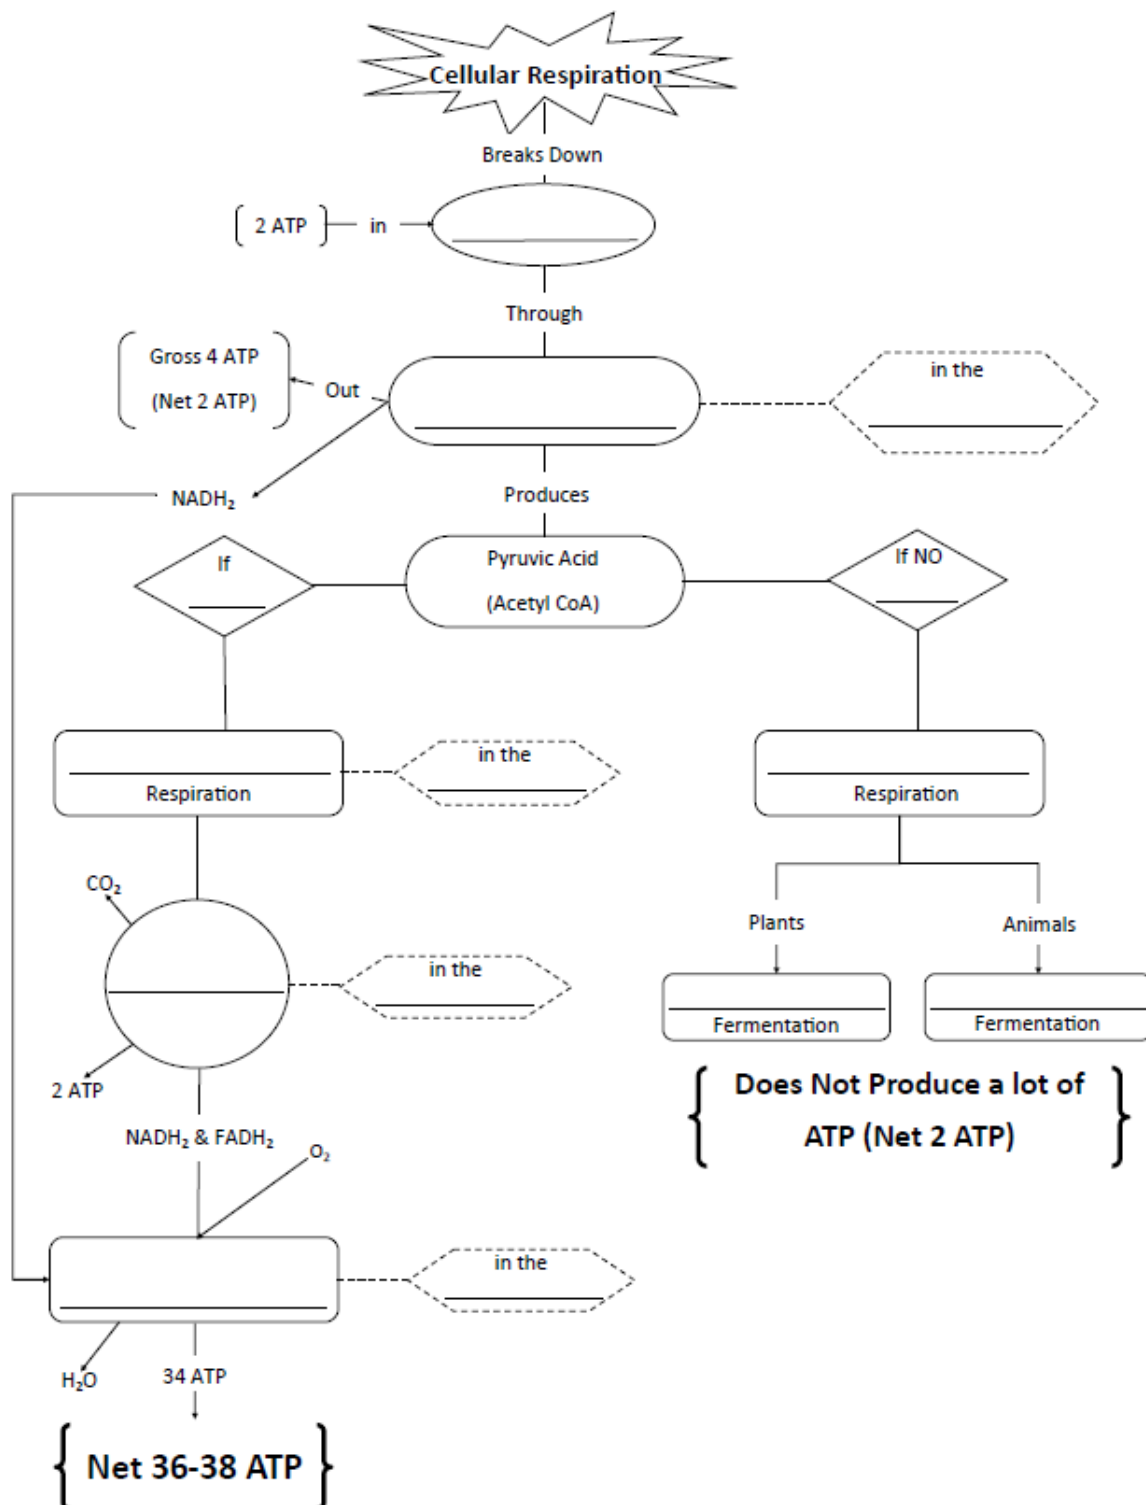 Cellular Respiration
Breaks Down
2 ATP
in
Through
Gross 4 ATP
(Net 2 ATP)
Out
in the
NADH₂
Produces
If
Pyruvic Acid
(Acetyl CoA)
If NO
Respiration
in the
Respiration
CO₂
Plants
Animals
in the
Fermentation
Fermentation
2 ATP
Does Not Produce a lot of
ATP (Net 2 ATP)
NADH₂ & FADH₂
O₂
in the
H₂O
34 ATP
Net 36-38 ATP